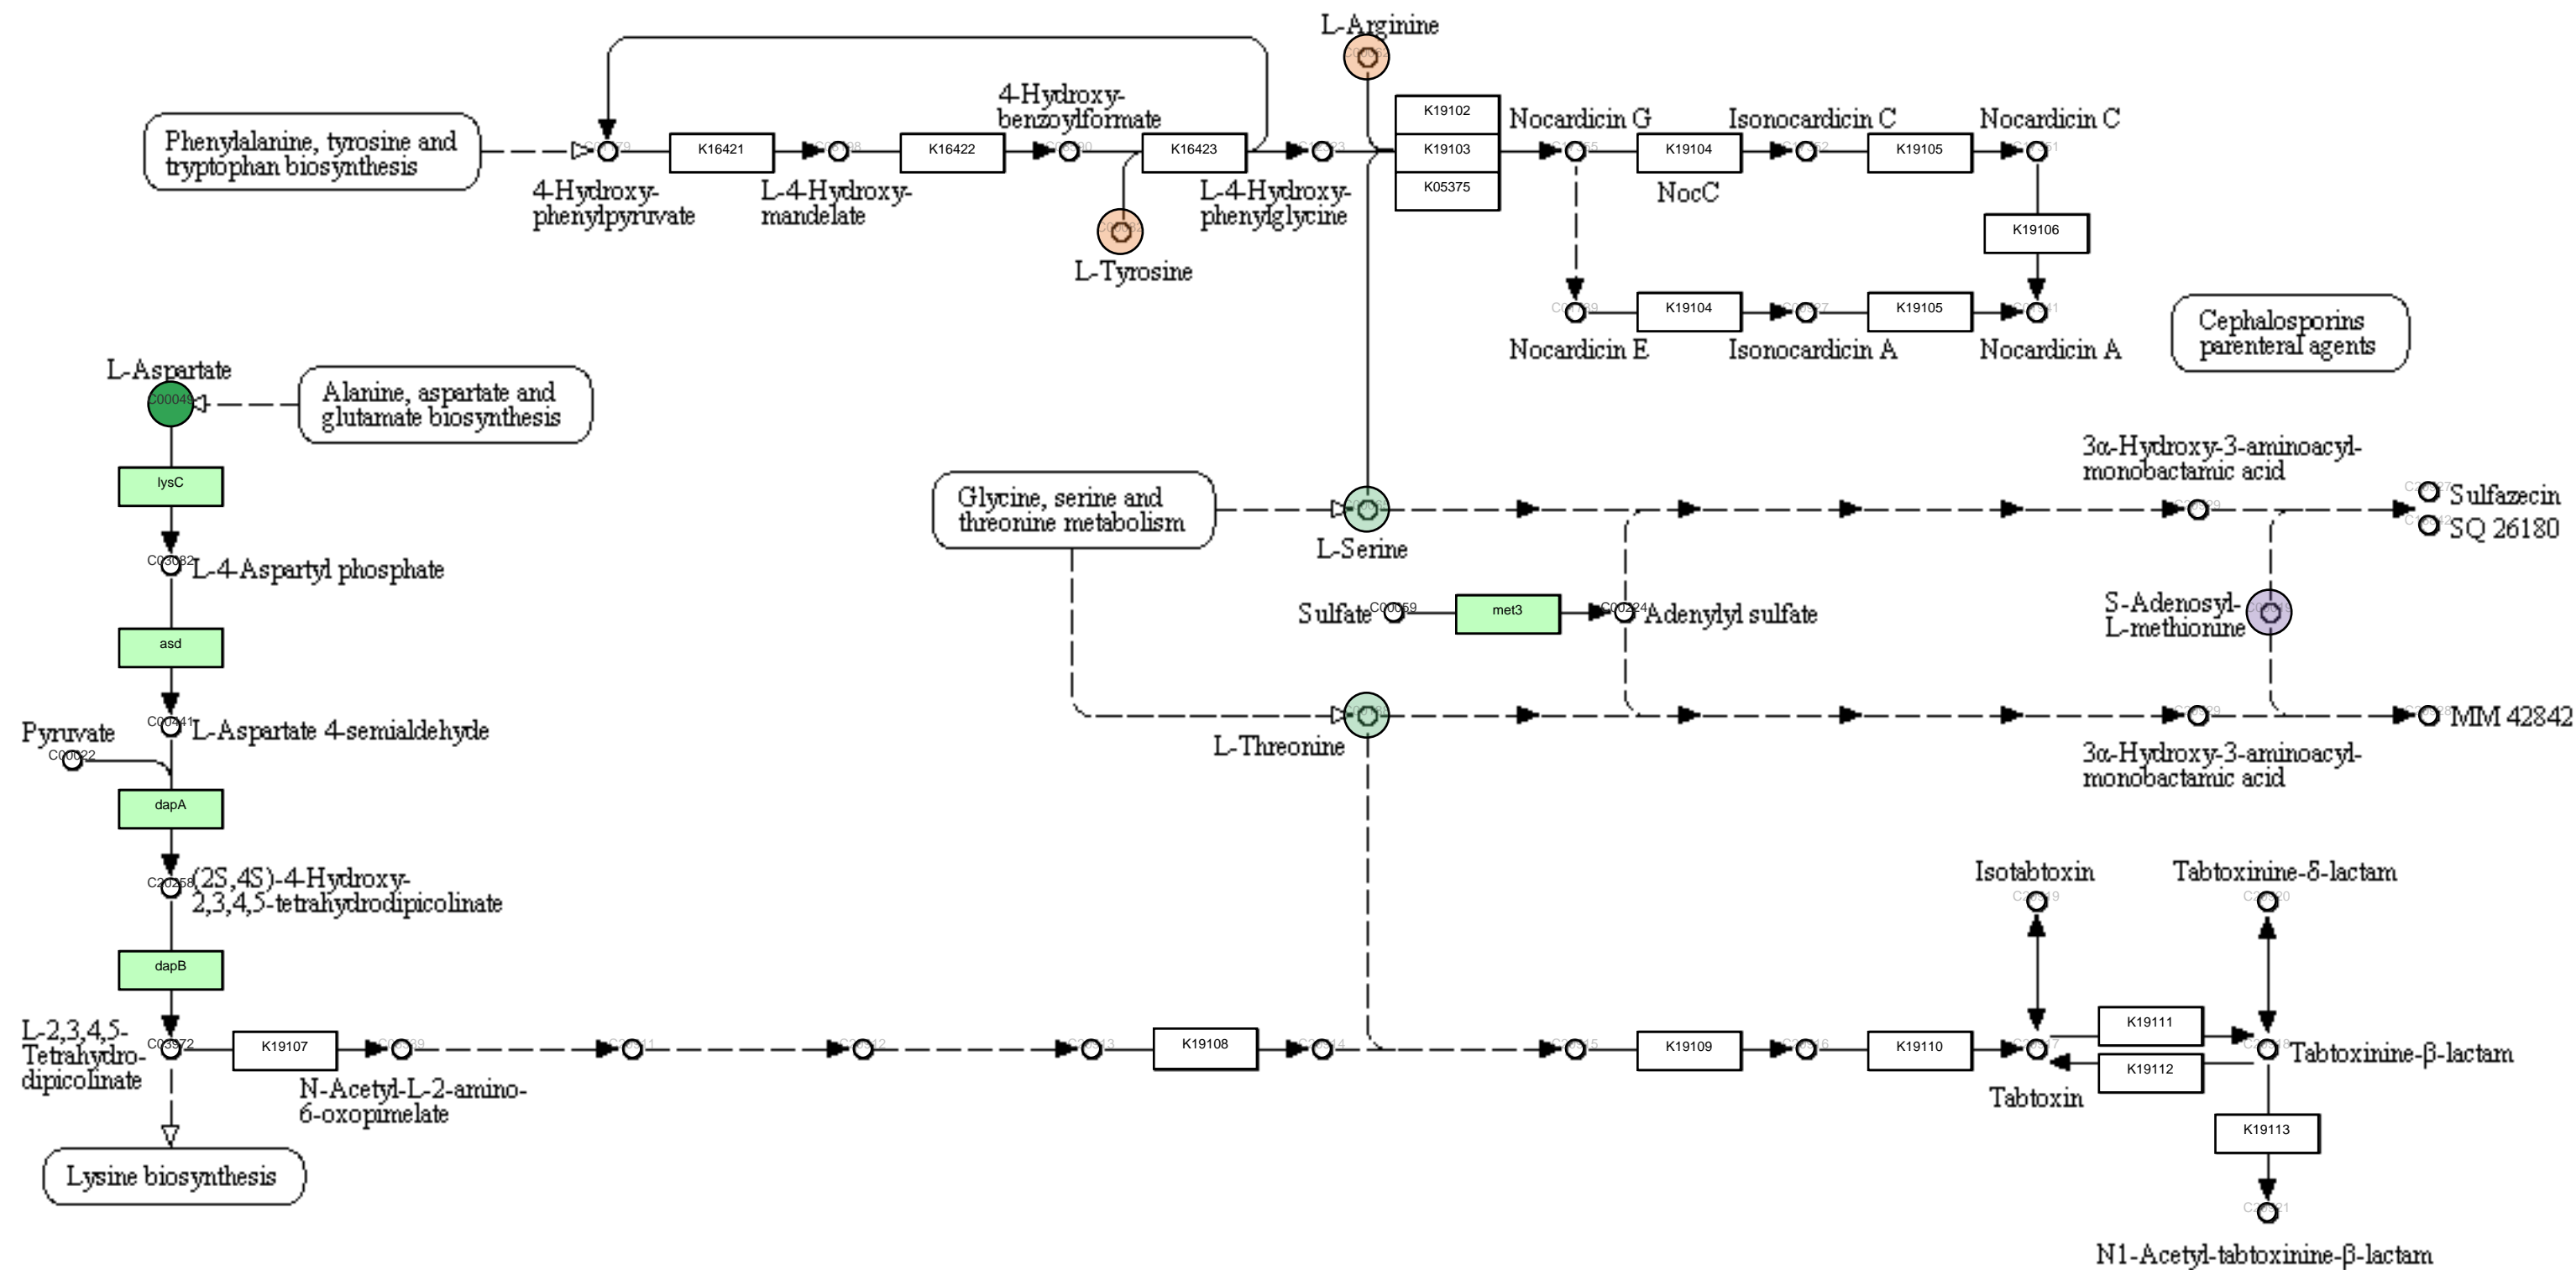 L-Arginine
4-Hydroxy-
benzoylformate
Phenylalanine, tyrosine and
tryptophan biosynthesis
K16421
K16422
K16423
K19102
K19103
K05375
Nocardicin G
K19104
NocC
Isonocardicin C
K19105
Nocardicin C
4-Hydroxy-
phenylpyruvate
L-4-Hydroxy-
mandelate
L-4-Hydroxy-
phenylglycine
L-Tyrosine
K19106
K19104
K19105
Nocardicin E
Isonocardicin A
Nocardicin A
Cephalosporins
parenteral agents
L-Aspartate
C00049
Alanine, aspartate and
glutamate biosynthesis
lysC
C03082
L-4-Aspartyl phosphate
asd
C00441
L-Aspartate 4-semialdehyde
Pyruvate
C00022
dapA
C20258
(2S,4S)-4-Hydroxy-
2,3,4,5-tetrahydrodipicolinate
dapB
Glycine, serine and
threonine metabolism
L-Serine
3α-Hydroxy-3-aminoacyl-
monobactamic acid
Sulfazecin
SQ 26180
Sulfate
C00059
met3
C00224
Adenylyl sulfate
S-Adenosyl-
L-methionine
L-Threonine
MM 42842
3α-Hydroxy-3-aminoacyl-
monobactamic acid
Isotabtoxin
Tabtoxinine-δ-lactam
L-2,3,4,5-
Tetrahydro-
dipicolinate
C03972
K19107
N-Acetyl-L-2-amino-
6-oxopimelate
K19108
K19109
K19110
Tabtoxin
K19111
K19112
Tabtoxinine-β-lactam
K19113
N1-Acetyl-tabtoxinine-β-lactam
Lysine biosynthesis